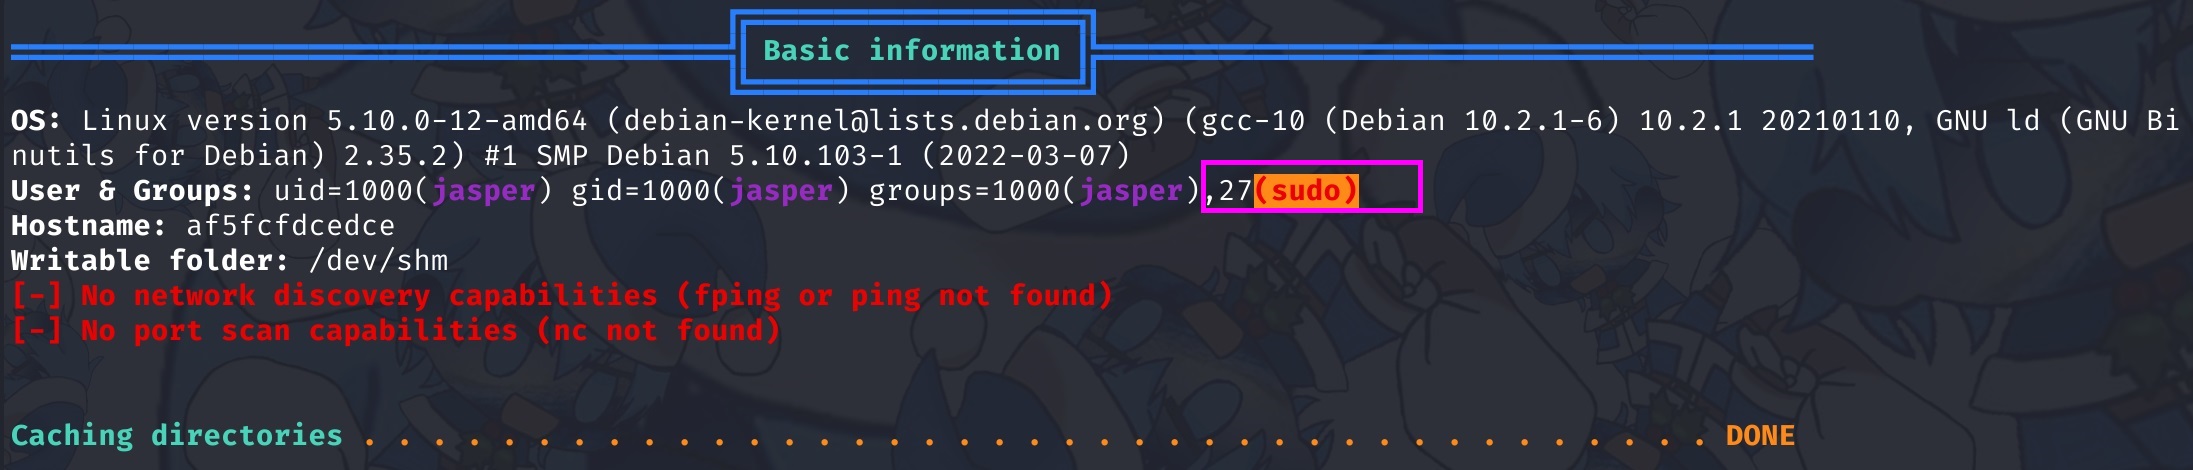 Basic information
OS: Linux version 5.10.0-12-amd64 (debian-kernel@lists.debian.org) (gcc-10 (Debian 10.2.1-6) 10.2.1 20210110, GNU ld (GNU Bi
nutils for Debian) 2.35.2) #1 SMP Debian 5.10.103-1 (2022-03-07)
User & Groups: uid=1000(jasper) gid=1000(jasper) groups=1000(jasper),27(sudo)
Hostname: af5fcfdcedce
Writable folder: /dev/shm
[-] No network discovery capabilities (fping or ping not found)
[-] No port scan capabilities (nc not found)
Caching directories . . . . . . . . . . . . . . . . . . . . . . . . . . . . . . . . . . . . . . . DONE